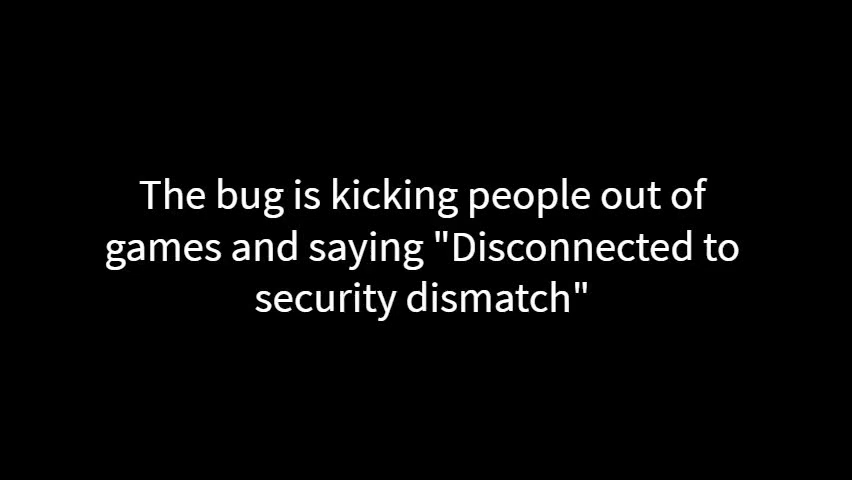 The bug is kicking people out of
games and saying "Disconnected to
security dismatch"